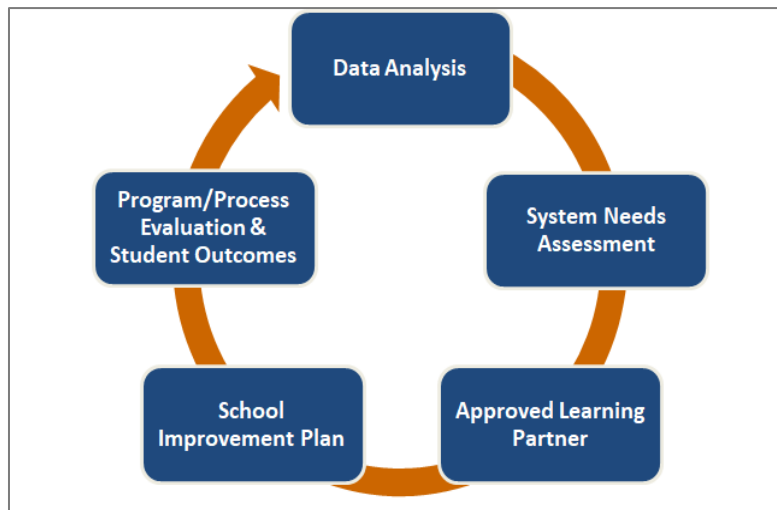 Data Analysis
System Needs
Assessment
Approved Learning
Partner
School
Improvement Plan
Program/Process
Evaluation &
Student Outcomes